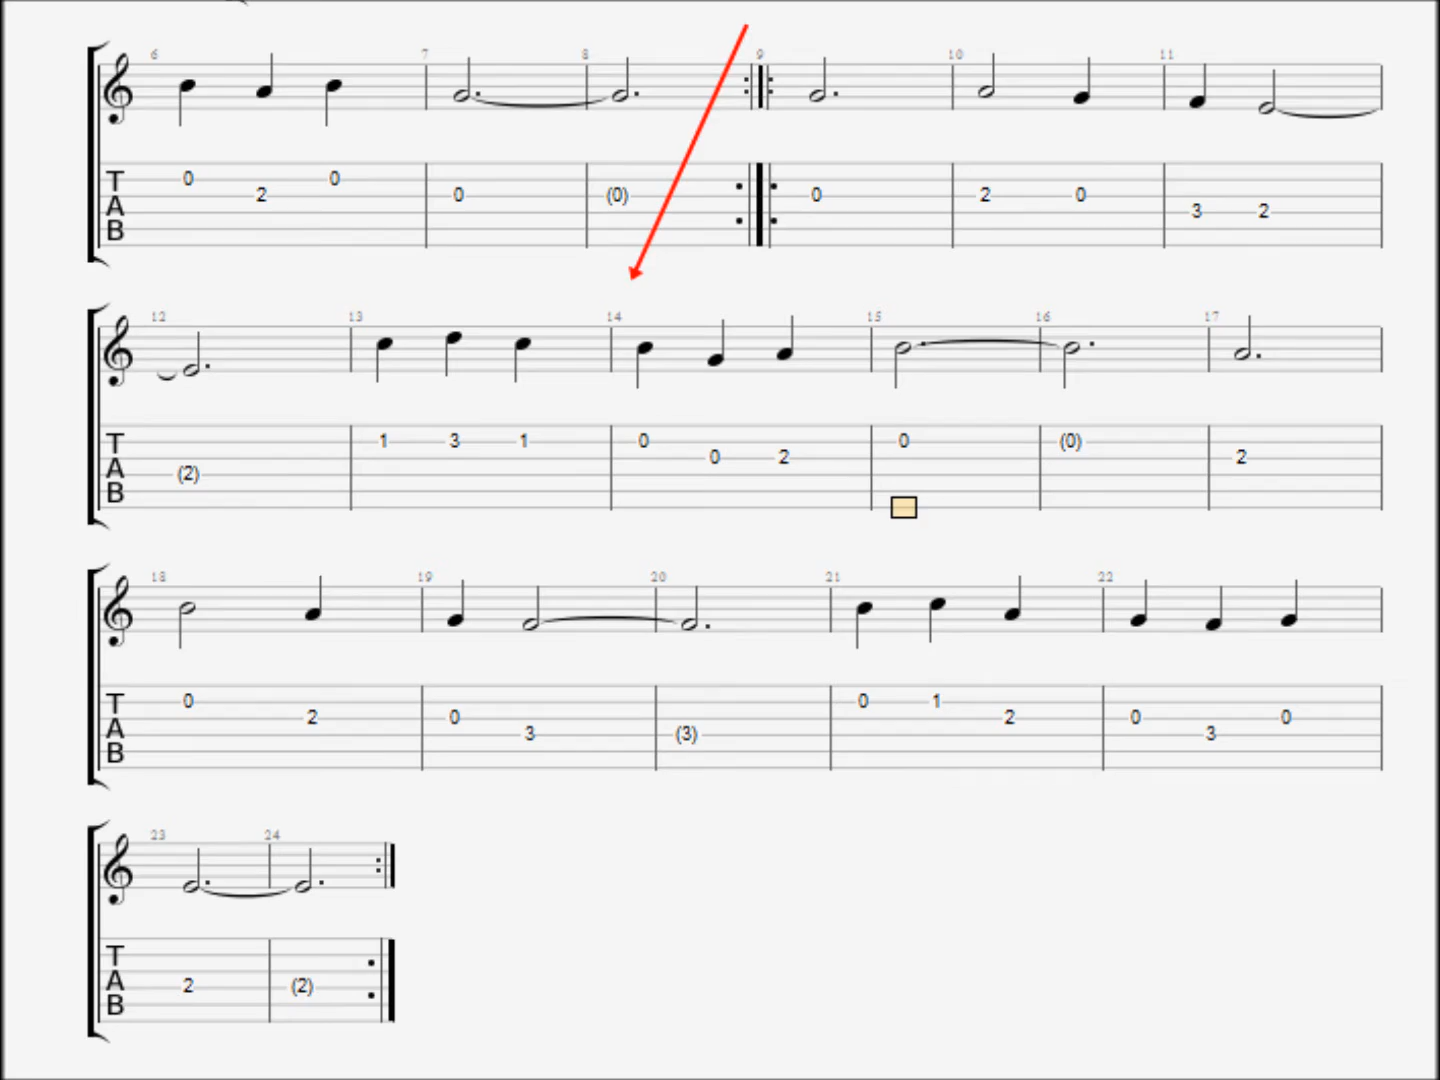 6 7 8 9 10 11
T 0 2 0 0 (0) 0 2 0 3 2
A
B
12 13 14 15 16 17
T 1 3 1 0 0 (0)
0 2 2
A (2)
B
18 19 20 21 22
T 0 0 1
2 0 2 0 0
A 3 (3) 3
B
23 24
T
A 2 (2)
B